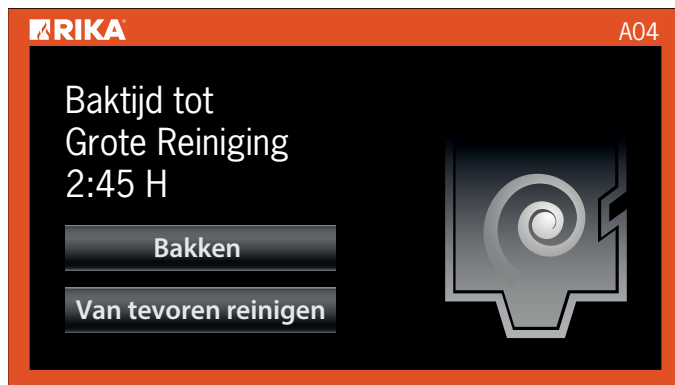 RIKA
A04
Baktijd tot
Grote Reiniging
2:45 H
Bakken
Van tevoren reinigen